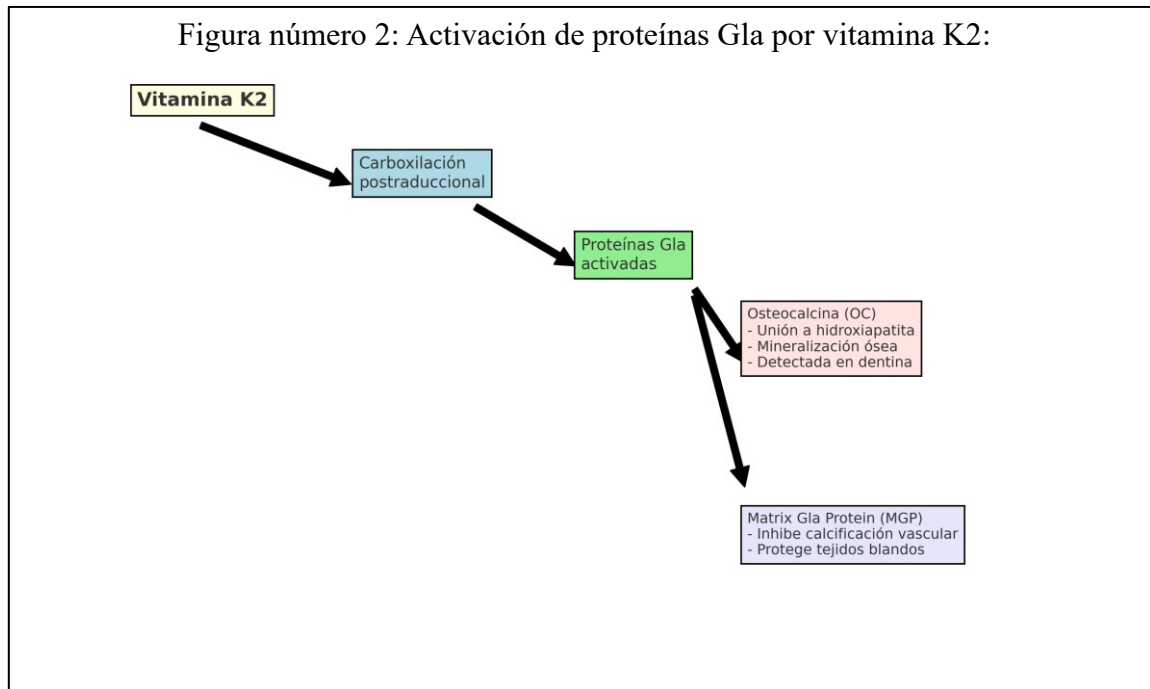 Figura número 2: Activación de proteínas Gla por vitamina K2:
Vitamina K2
Carboxilación
postraduccional
Proteínas Gla
activadas
Osteocalcina (OC)
- Unión a hidroxiapatita
- Mineralización ósea
- Detectada en dentina
Matrix Gla Protein (MGP)
- Inhibe calcificación vascular
- Protege tejidos blandos